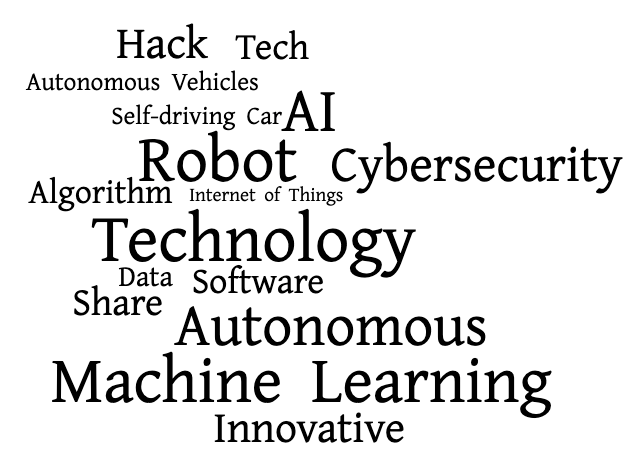 Hack Tech
Autonomous Vehicles
Self-driving Car AI
Robot Cybersecurity
Algorithm Internet of Things
Technology
Data Software
Share
Autonomous
Machine Learning
Innovative